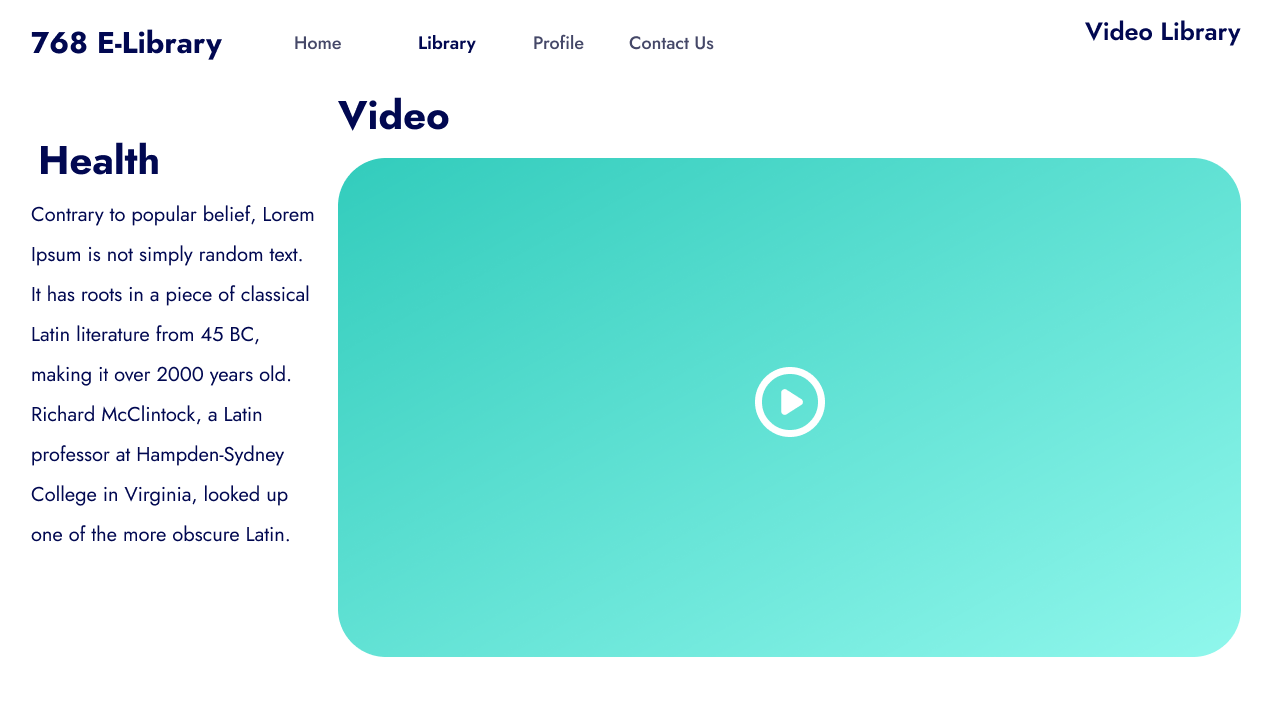 768 E-Library
Home
Library
Profile
Contact Us
Video Library
Video
Health
Contrary to popular belief, Lorem
Ipsum is not simply random text.
It has roots in a piece of classical
Latin literature from 45 BC,
making it over 2000 years old.
Richard McClintock, a Latin
professor at Hampden-Sydney
College in Virginia, looked up
one of the more obscure Latin.